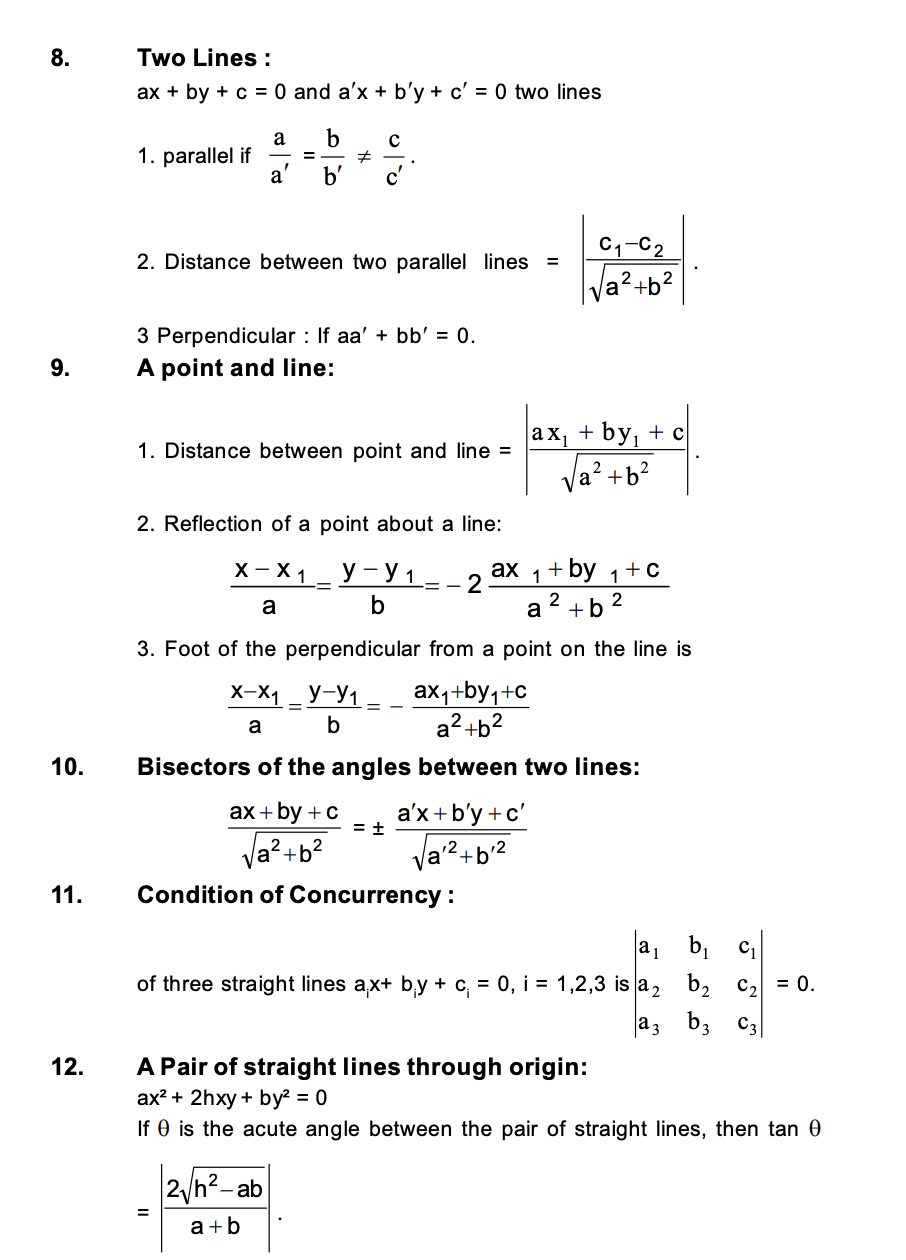 8. Two Lines :
ax + by + c = 0 and a′x + b′y + c′ = 0 two lines
1. parallel if a/a′ = b/b′ ≠ c/c′ .
2. Distance between two parallel lines = |(c₁−c₂)/√(a²+b²)| .
3 Perpendicular : If aa′ + bb′ = 0.
9. A point and line:
1. Distance between point and line = |(ax₁ + by₁ + c)/√(a²+b²)| .
2. Reflection of a point about a line:
(x − x₁)/a = (y − y₁)/b = − 2 (ax₁ + by₁ + c)/(a² + b²)
3. Foot of the perpendicular from a point on the line is
(x−x₁)/a = (y−y₁)/b = − (ax₁+by₁+c)/(a²+b²)
10. Bisectors of the angles between two lines:
(ax + by + c)/√(a²+b²) = ± (a′x + b′y + c′)/√(a′²+b′²)
11. Condition of Concurrency :
of three straight lines aᵢx+ bᵢy + cᵢ = 0, i = 1,2,3 is |a₁ b₁ c₁; a₂ b₂ c₂; a₃ b₃ c₃| = 0.
12. A Pair of straight lines through origin:
ax² + 2hxy + by² = 0
If θ is the acute angle between the pair of straight lines, then tan θ
= |2√(h² − ab)/(a + b)| .